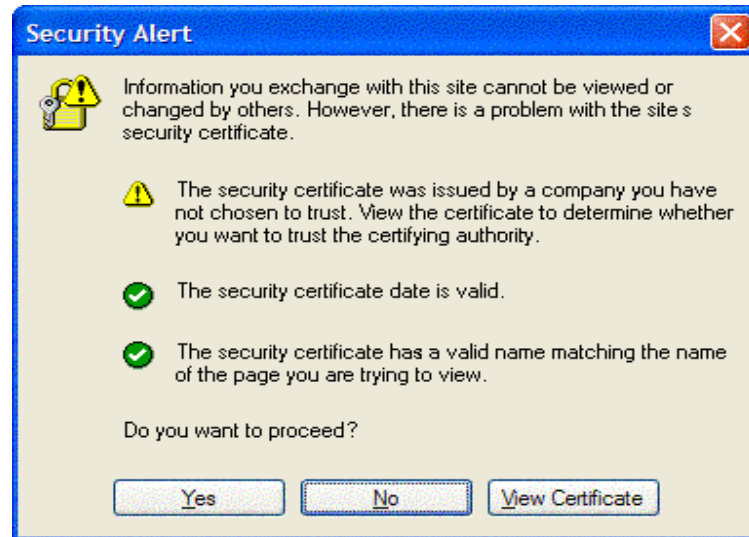 Security Alert
Information you exchange with this site cannot be viewed or
changed by others. However, there is a problem with the site s
security certificate.
The security certificate was issued by a company you have
not chosen to trust. View the certificate to determine whether
you want to trust the certifying authority.
The security certificate date is valid.
The security certificate has a valid name matching the name
of the page you are trying to view.
Do you want to proceed?
Yes No View Certificate